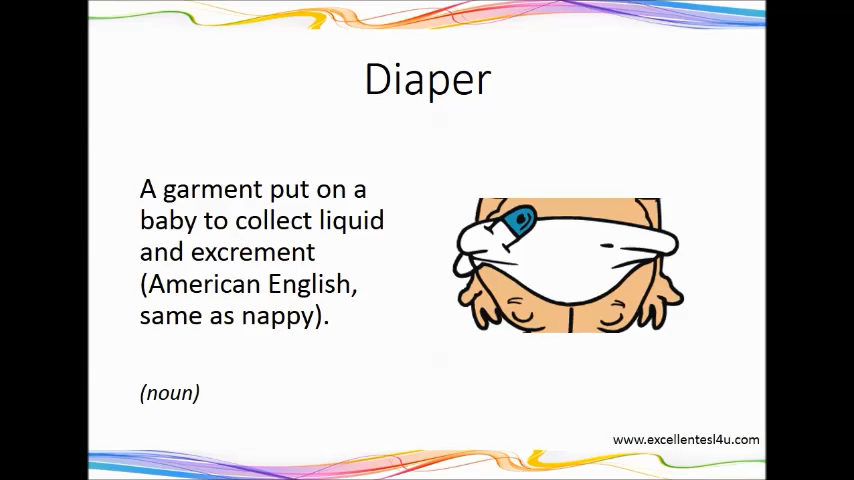 Diaper
A garment put on a
baby to collect liquid
and excrement
(American English,
same as nappy).
(noun)
www.excellentesl4u.com